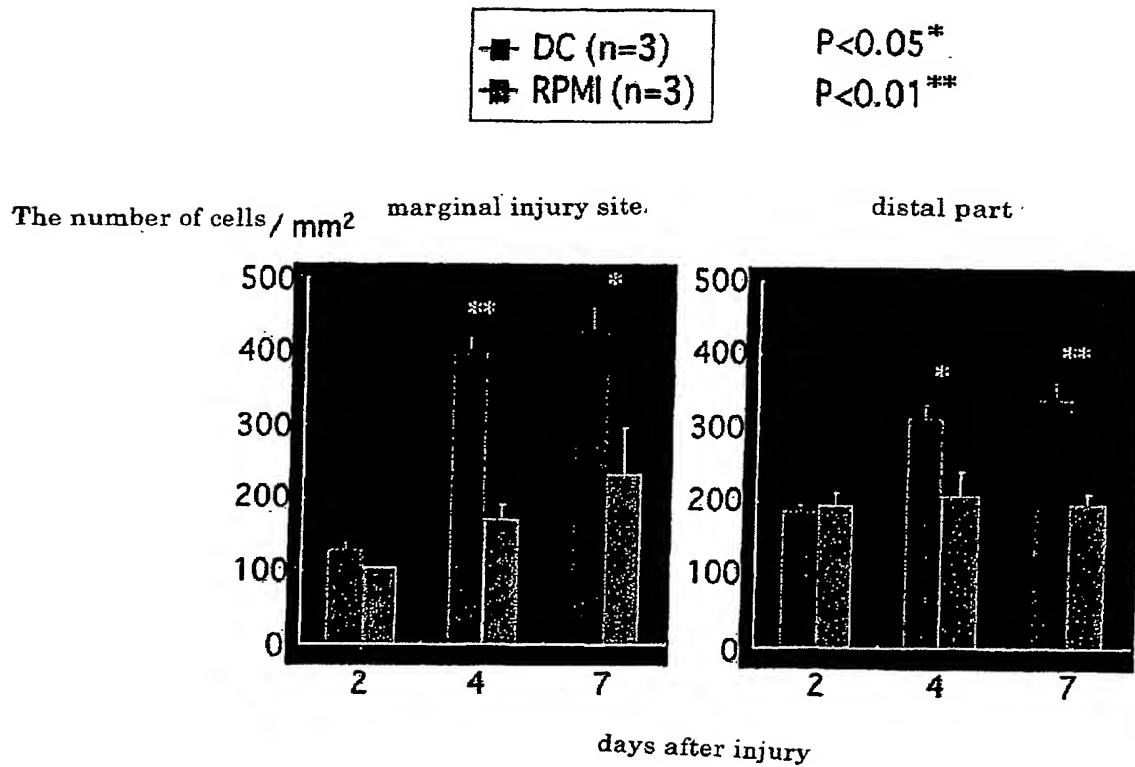 DC (n=3) P<0.05*
RPMI (n=3) P<0.01**
The number of cells / mm²
marginal injury site.
distal part
500
400
300
200
100
0
**
*
2 4 7
500
400
300
200
100
0
*
**
2 4 7
days after injury